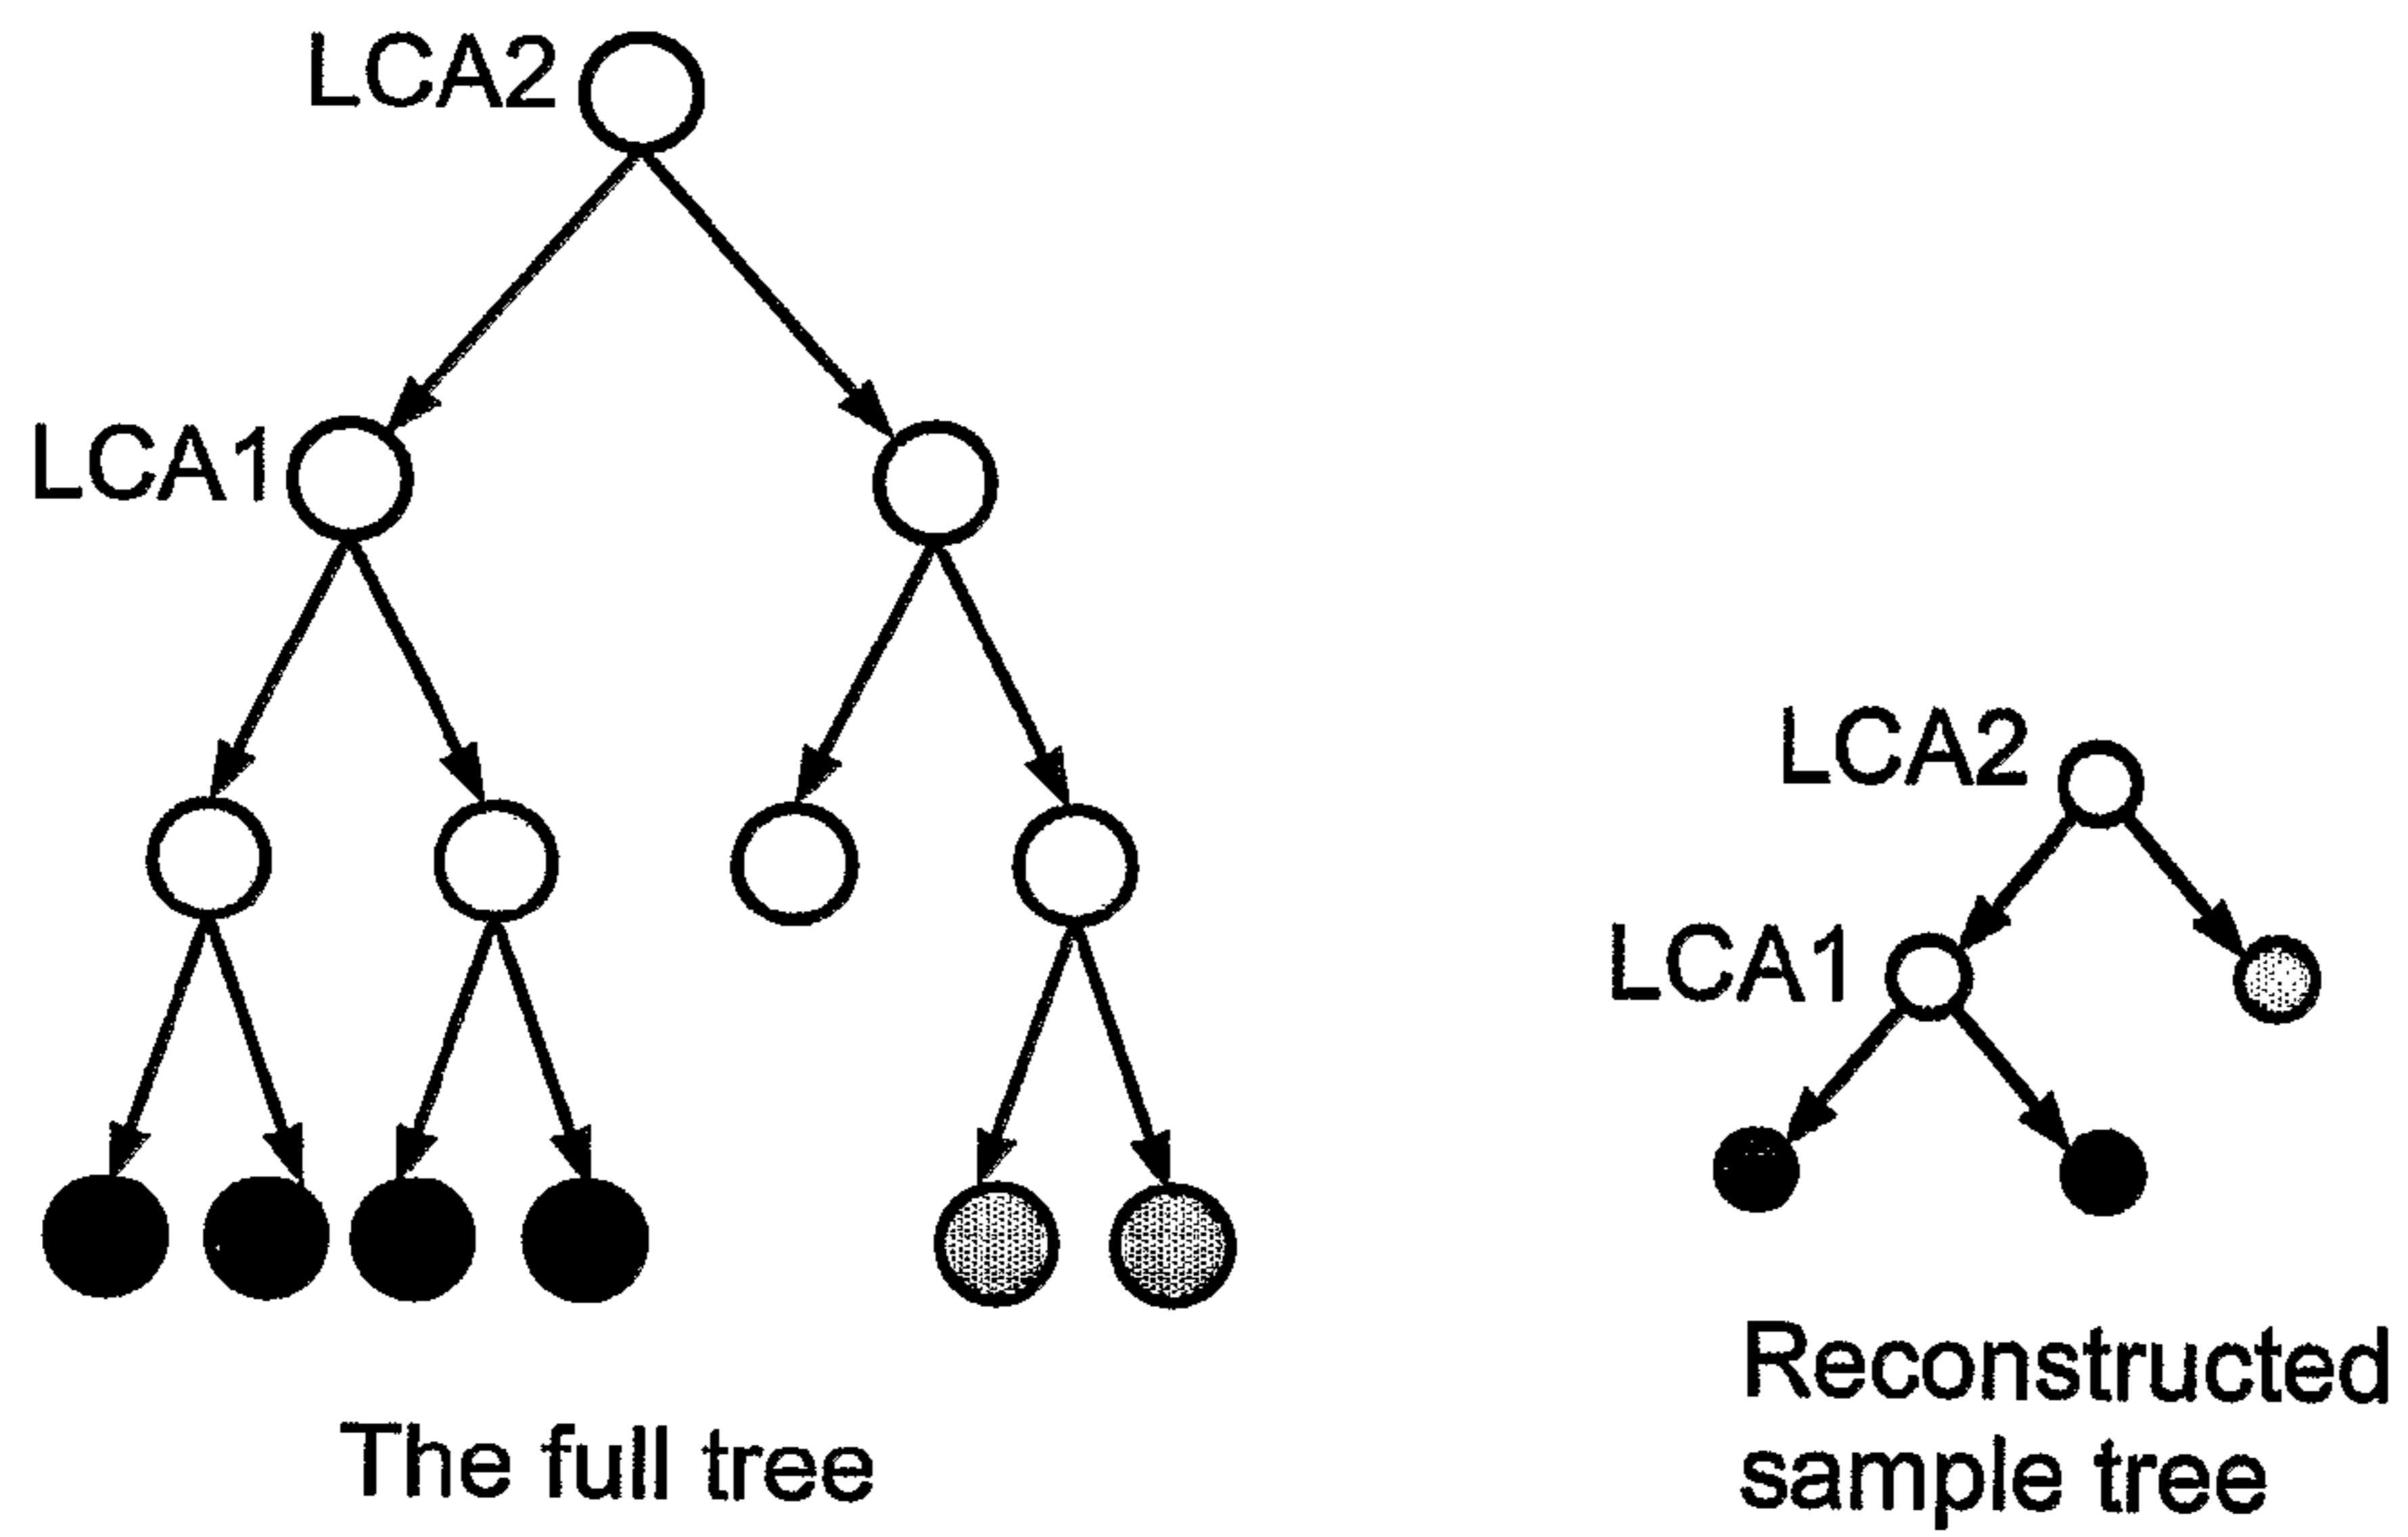 LCA2
LCA1
LCA2
LCA1
The full tree
Reconstructed
sample tree